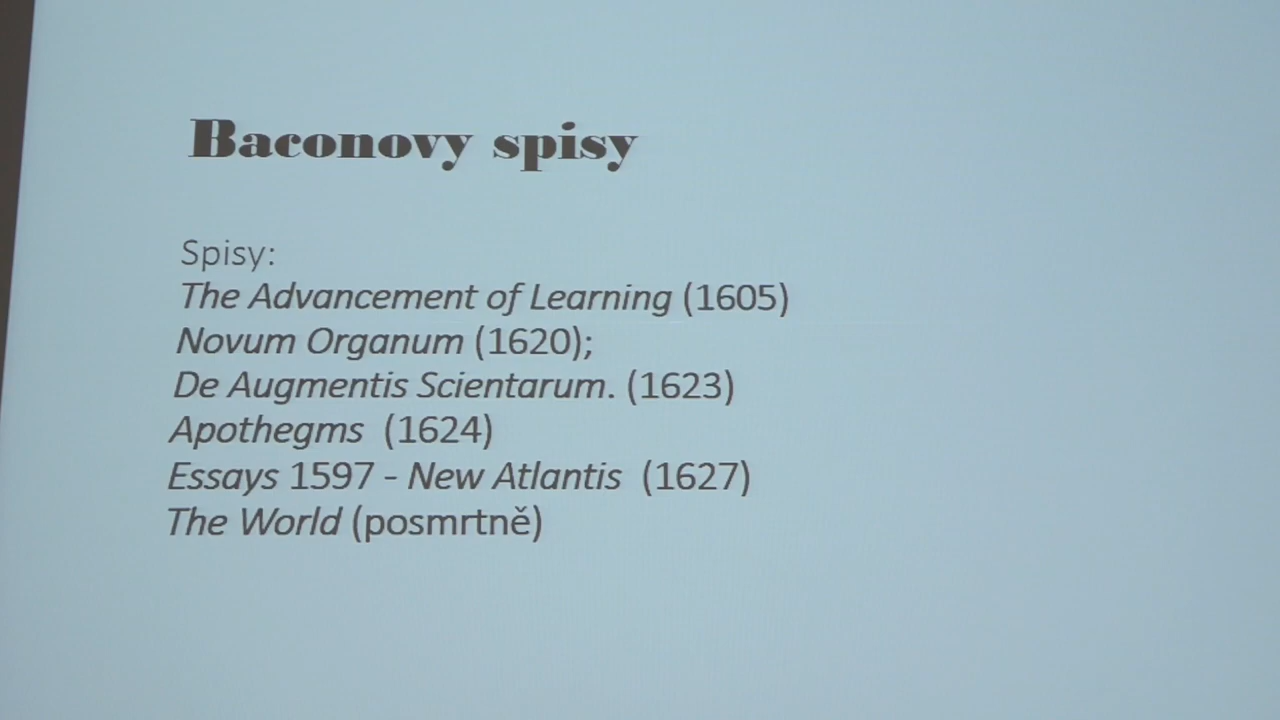 Baconovy spisy
Spisy:
The Advancement of Learning (1605)
Novum Organum (1620);
De Augmentis Scientarum. (1623)
Apothegms (1624)
Essays 1597 - New Atlantis (1627)
The World (posmrtně)